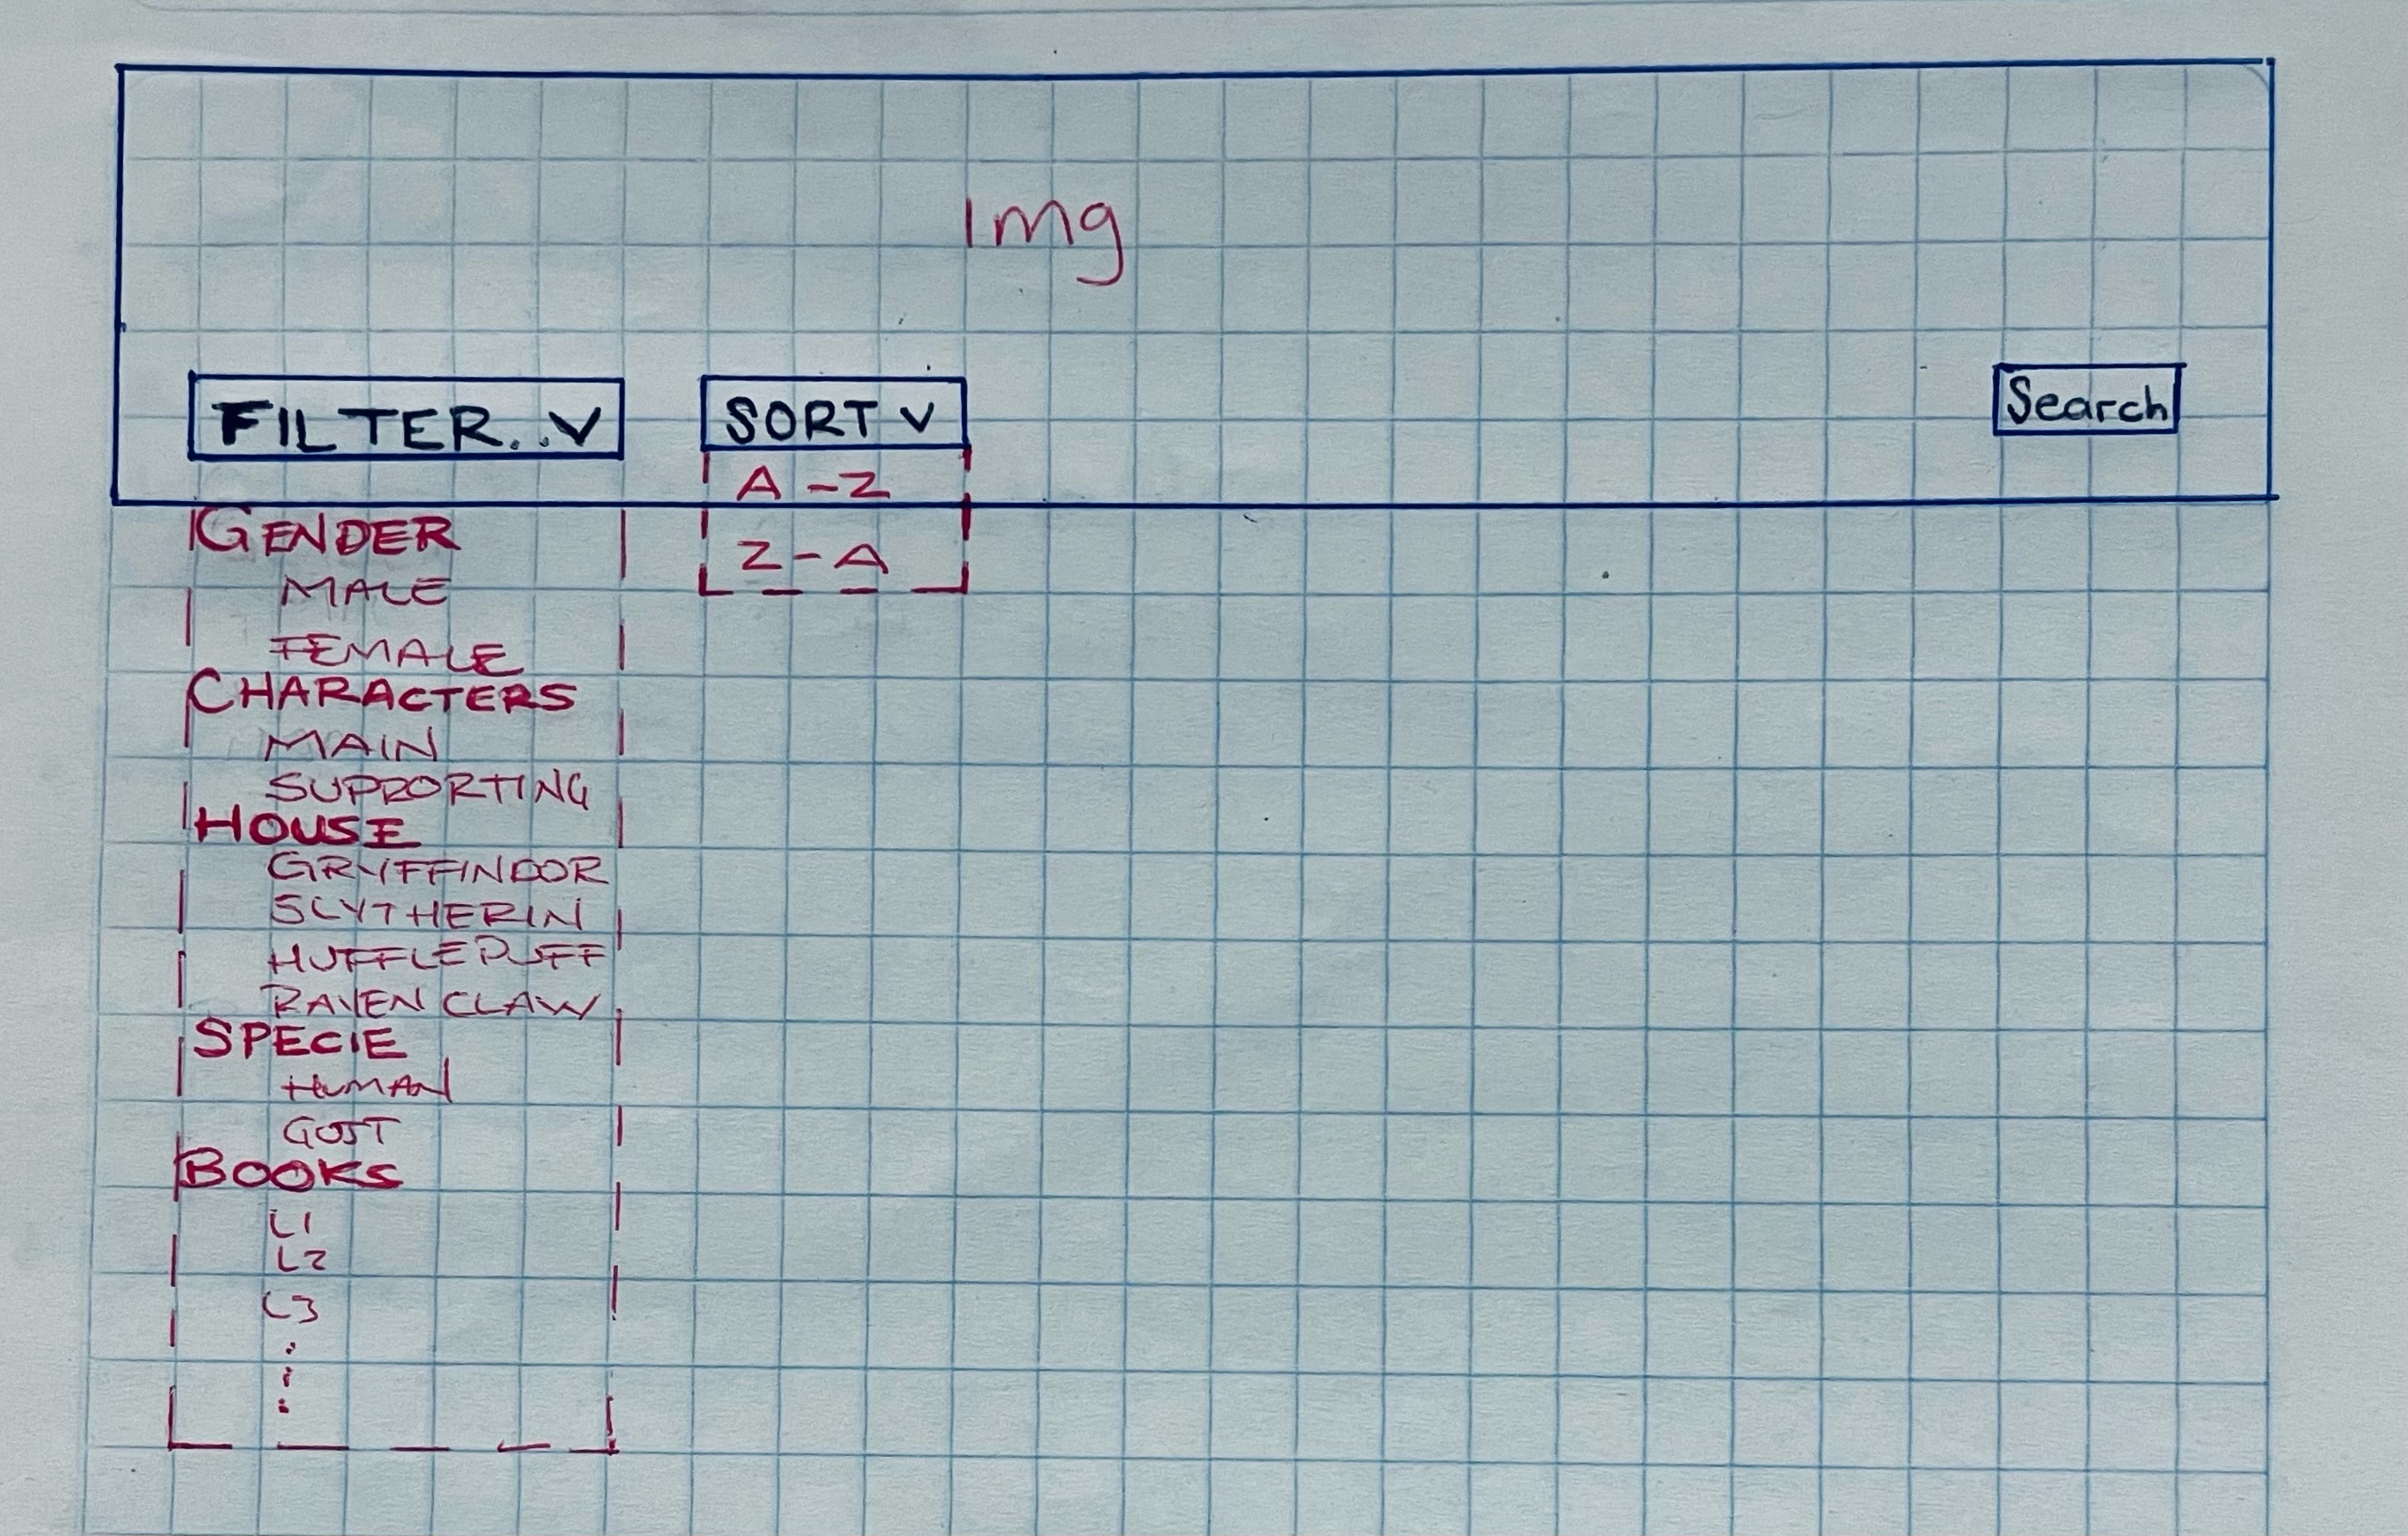 Img
FILTER.. V
SORT V
Search
A-Z
Z-A
GENDER
MALE
FEMALE
CHARACTERS
MAIN
SUPPORTING
HOUSE
GRYFFINDOR
SLYTHERIN
HUFFLEPUFF
RAVEN CLAW
SPECIE
HUMAN
GOST
BOOKS
L1
L2
L3